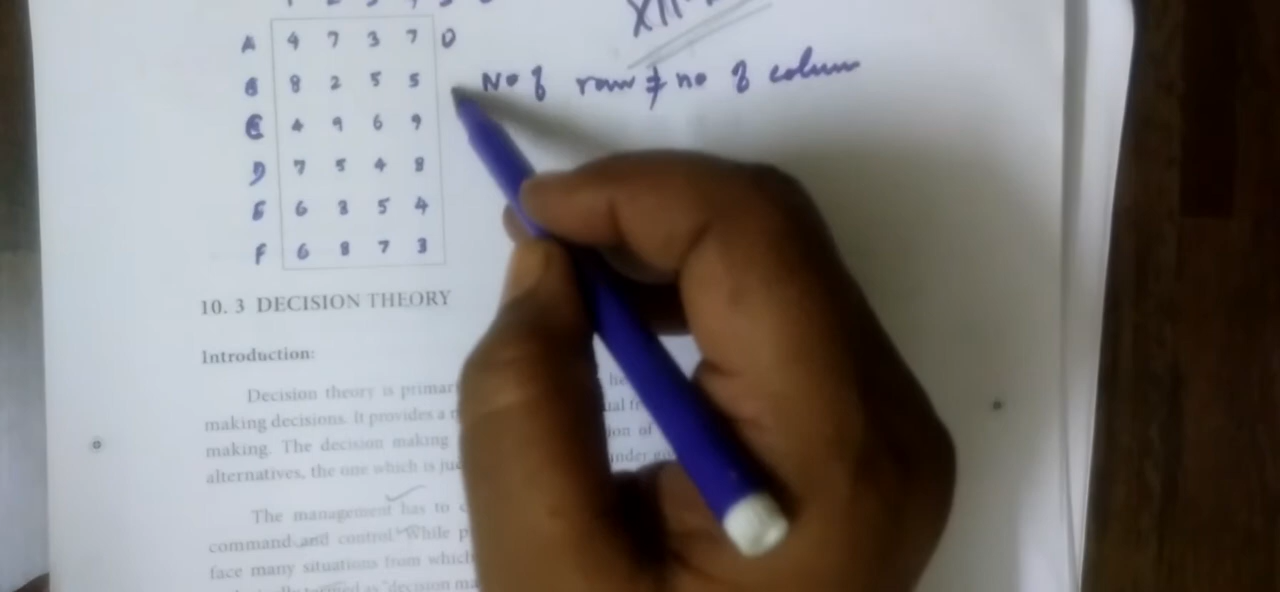 A 4 7 3 7 0
B 8 2 5 5 No of row ≠ no of colum
C 4 9 6 9
D 7 5 4 8
E 6 3 5 4
F 6 8 7 3
10. 3 DECISION THEORY
Introduction:
Decision theory is
making decisions. It provides a
making. The decision making of
alternatives, the one which is
The management has to
command and control. While
face many situations from which